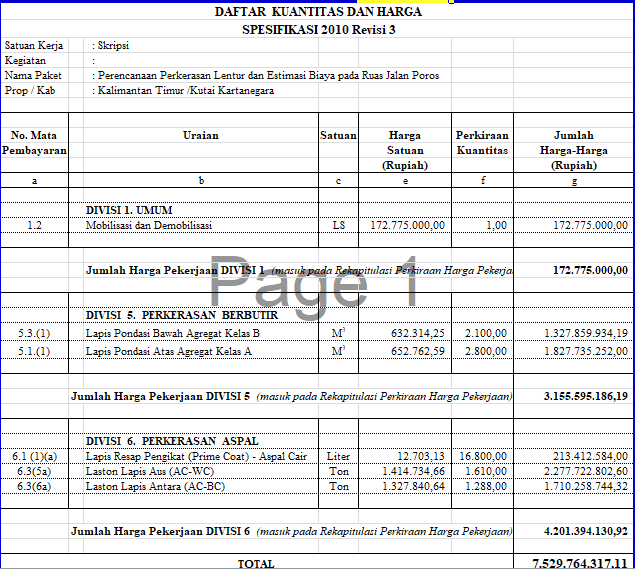 DAFTAR KUANTITAS DAN HARGA
SPESIFIKASI 2010 Revisi 3
Satuan Kerja : Skripsi
Kegiatan :
Nama Paket : Perencanaan Perkerasan Lentur dan Estimasi Biaya pada Ruas Jalan Poros
Prop / Kab : Kalimantan Timur /Kutai Kartanegara
No. Mata Uraian Satuan Harga Perkiraan Jumlah
Pembayaran Satuan Kuantitas Harga-Harga
(Rupiah) (Rupiah)
a b c e f g
DIVISI 1. UMUM
1.2 Mobilisasi dan Demobilisasi LS 172.775.000,00 1,00 172.775.000,00
Jumlah Harga Pekerjaan DIVISI 1 (masuk pada Rekapitulasi Perkiraan Harga Pekerjaa 172.775.000,00
Page 1
DIVISI 5. PERKERASAN BERBUTIR
5.3.(1) Lapis Pondasi Bawah Agregat Kelas B M³ 632.314,25 2.100,00 1.327.859.934,19
5.1.(1) Lapis Pondasi Atas Agregat Kelas A M³ 652.762,59 2.800,00 1.827.735.252,00
Jumlah Harga Pekerjaan DIVISI 5 (masuk pada Rekapitulasi Perkiraan Harga Pekerjaan) 3.155.595.186,19
DIVISI 6. PERKERASAN ASPAL
6.1 (1)(a) Lapis Resap Pengikat (Prime Coat) - Aspal Cair Liter 12.703,13 16.800,00 213.412.584,00
6.3(5a) Laston Lapis Aus (AC-WC) Ton 1.414.734,66 1.610,00 2.277.722.802,60
6.3(6a) Laston Lapis Antara (AC-BC) Ton 1.327.840,64 1.288,00 1.710.258.744,32
Jumlah Harga Pekerjaan DIVISI 6 (masuk pada Rekapitulasi Perkiraan Harga Pekerjaan) 4.201.394.130,92
TOTAL 7.529.764.317,11